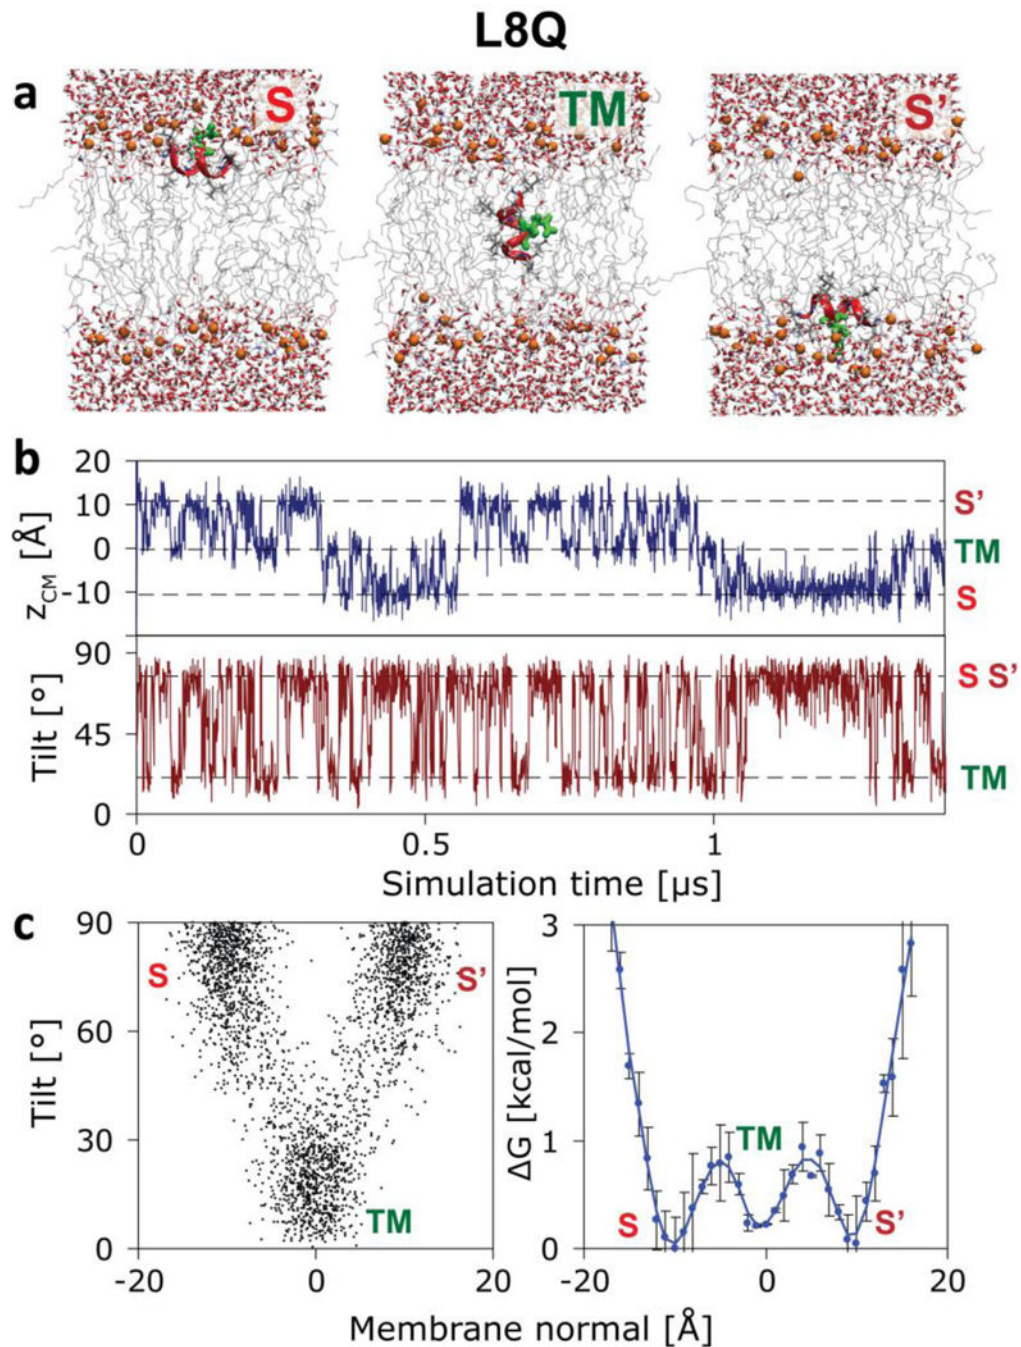 L8Q
a
S
TM
S'
b
20
10
0
-10
z_CM [Å]
S'
TM
S
90
45
0
Tilt [°]
S S'
TM
0
0.5
1
Simulation time [µs]
c
90
60
30
0
Tilt [°]
S
S'
TM
-20
0
20
3
2
1
0
ΔG [kcal/mol]
TM
S
S'
-20
0
20
Membrane normal [Å]